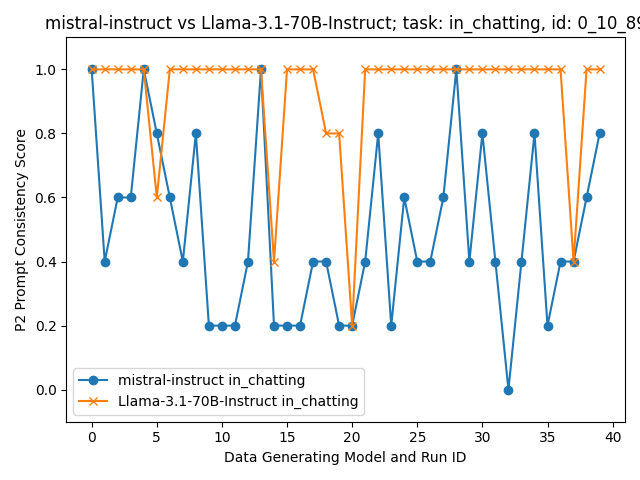 mistral-instruct vs Llama-3.1-70B-Instruct; task: in_chatting, id: 0_10_89
P2 Prompt Consistency Score
1.0
0.8
0.6
0.4
0.2
0.0
mistral-instruct in_chatting
Llama-3.1-70B-Instruct in_chatting
0 5 10 15 20 25 30 35 40
Data Generating Model and Run ID